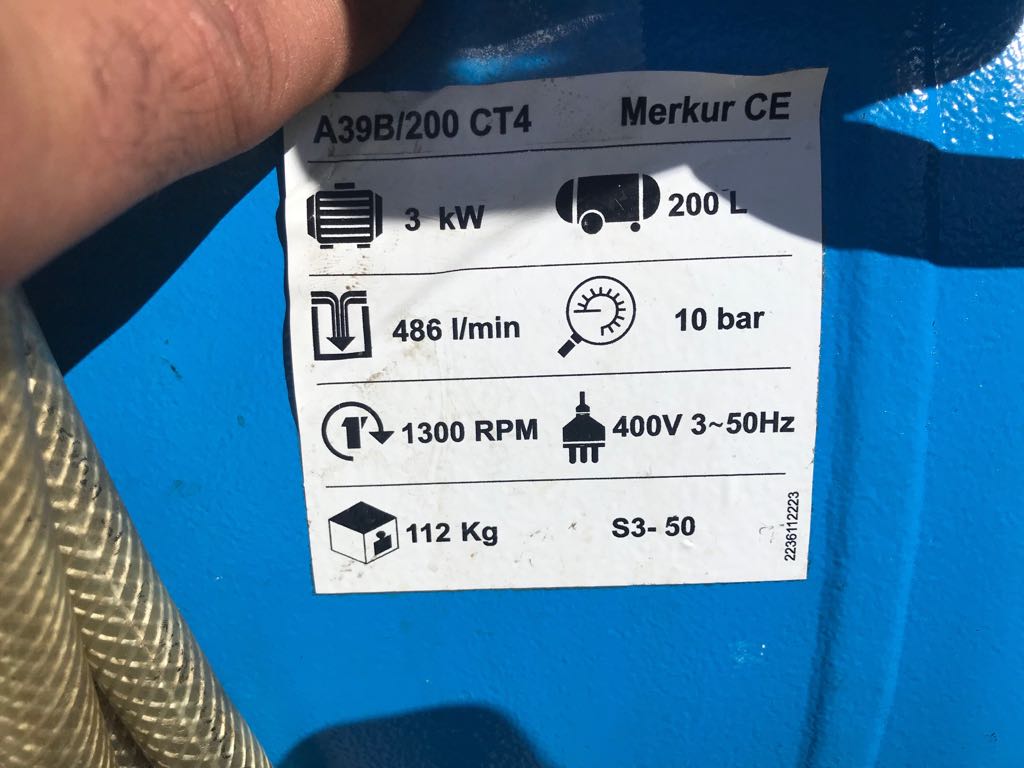 A39B/200 CT4 Merkur CE
3 kW 200 L
486 l/min 10 bar
1300 RPM 400V 3~50Hz
112 Kg S3- 50
2236112223